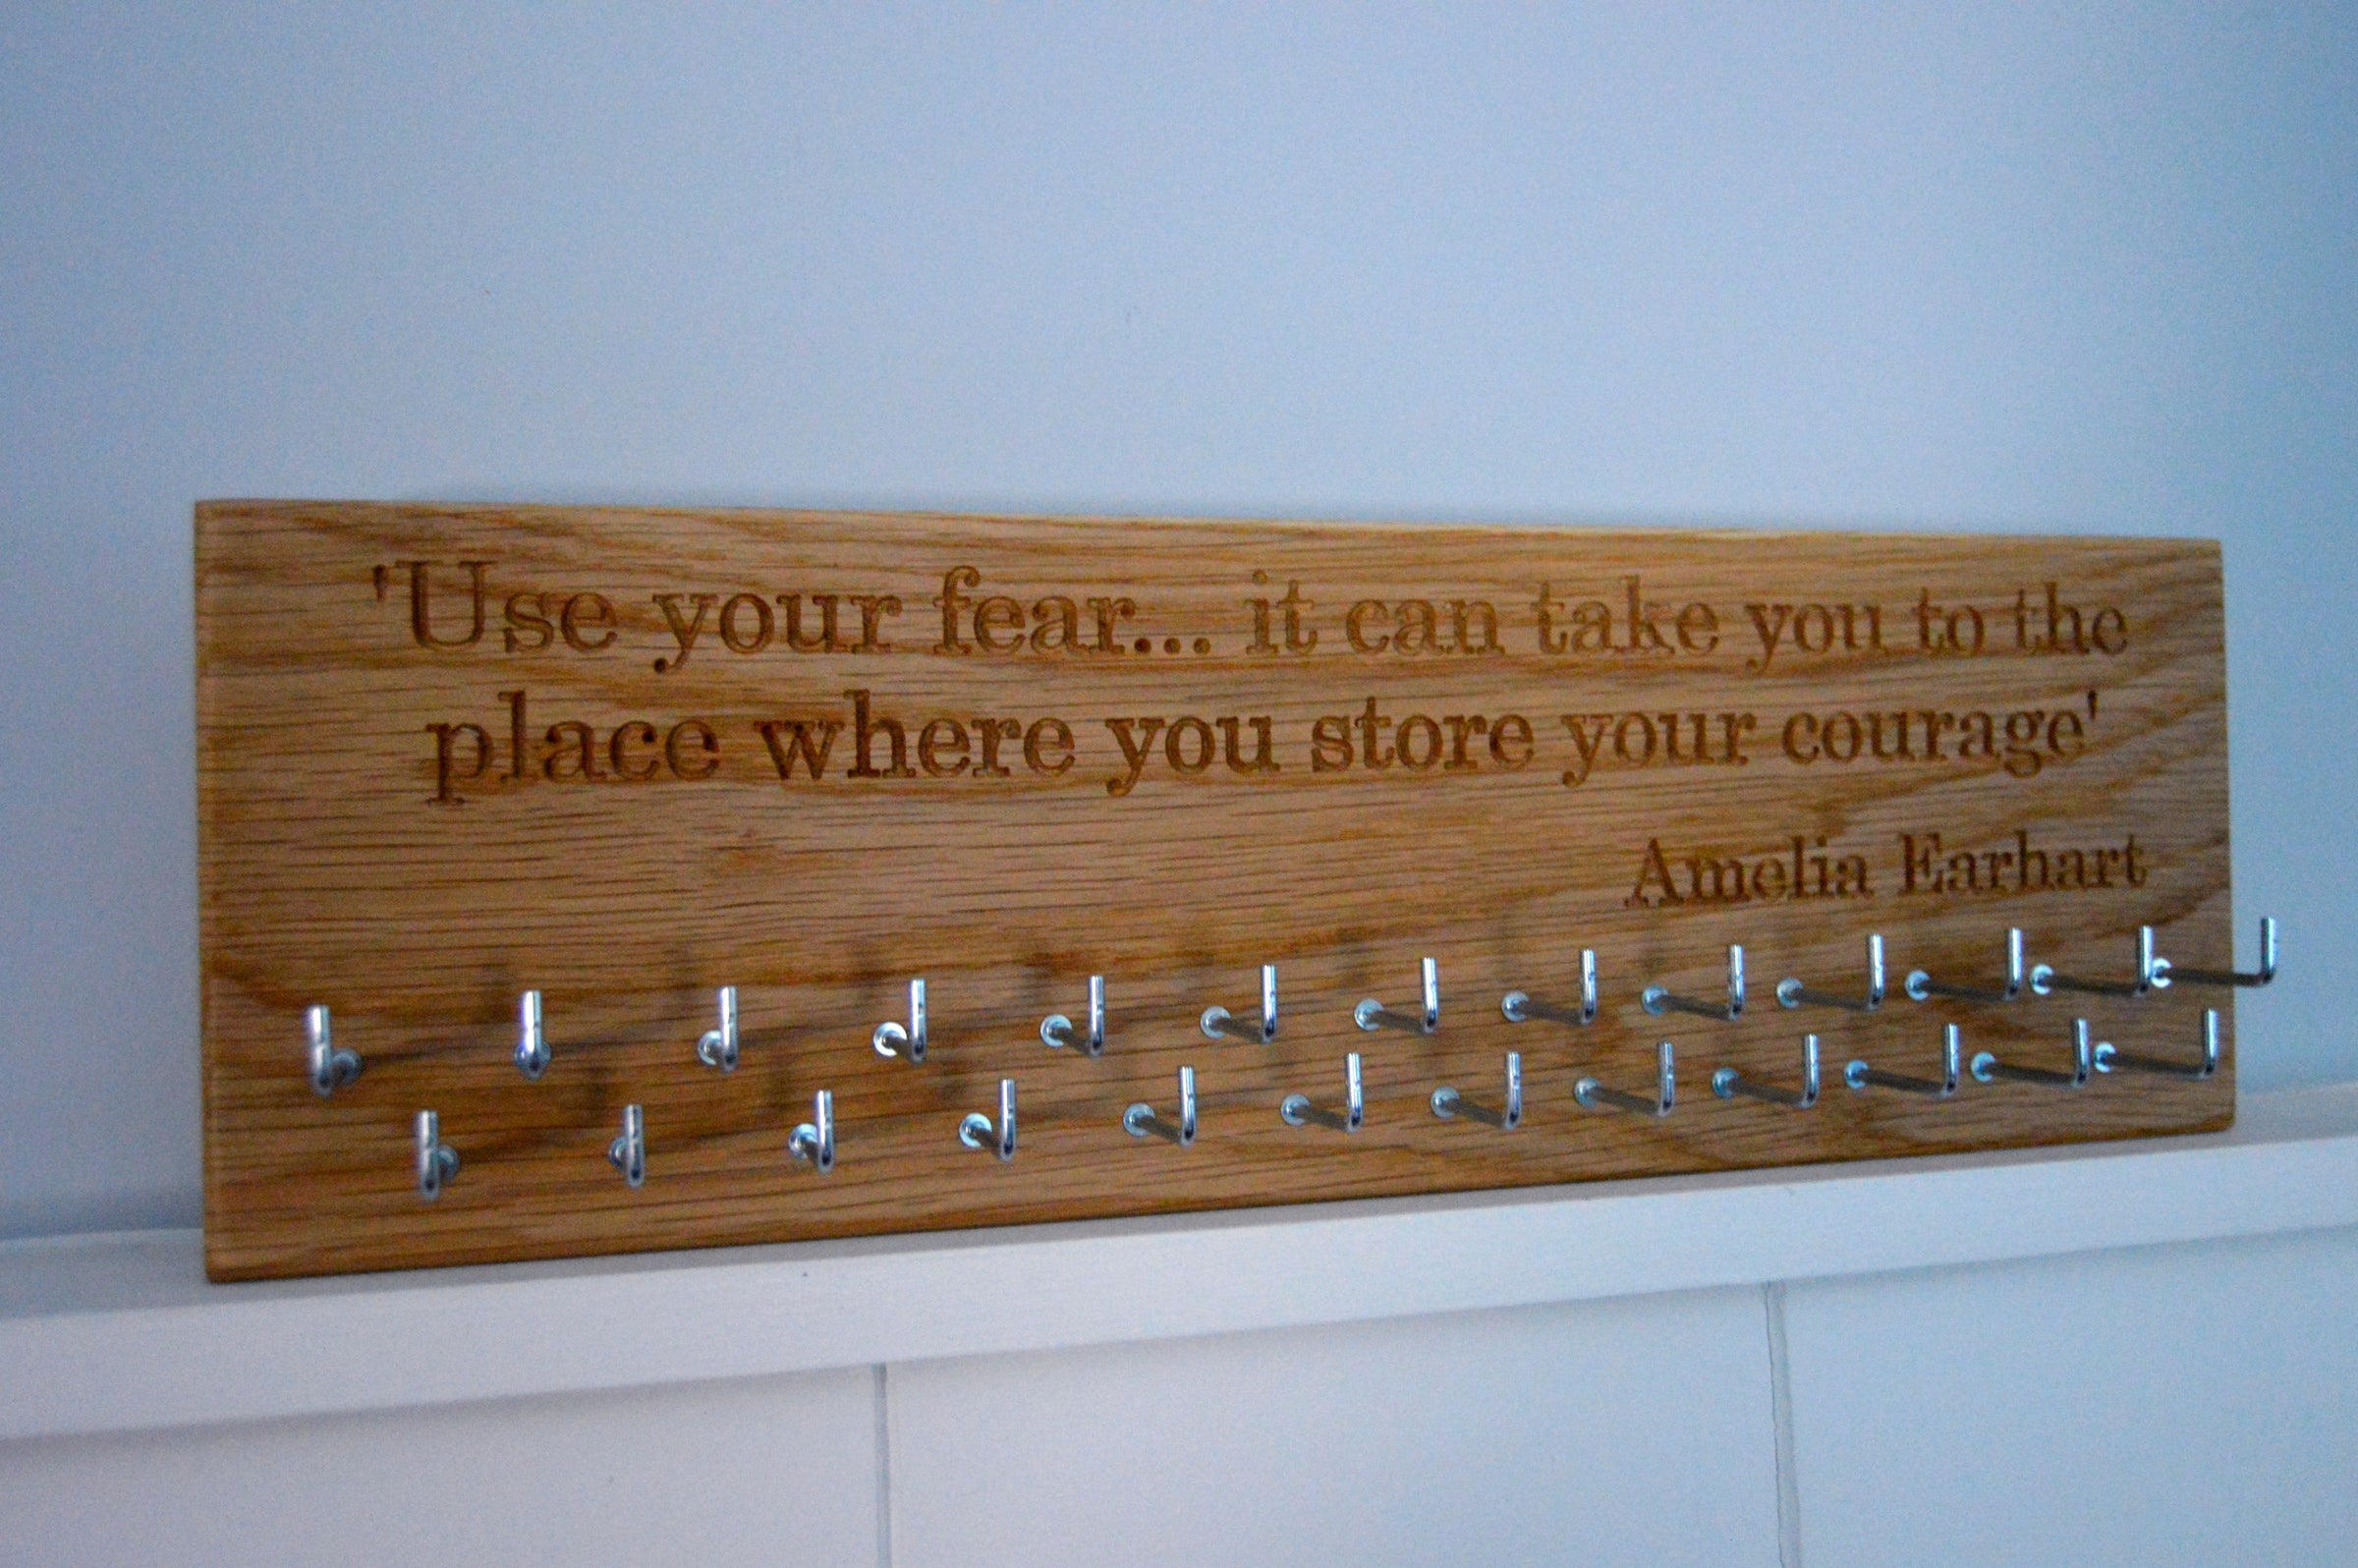 'Use your fear... it can take you to the
place where you store your courage'
Amelia Earhart